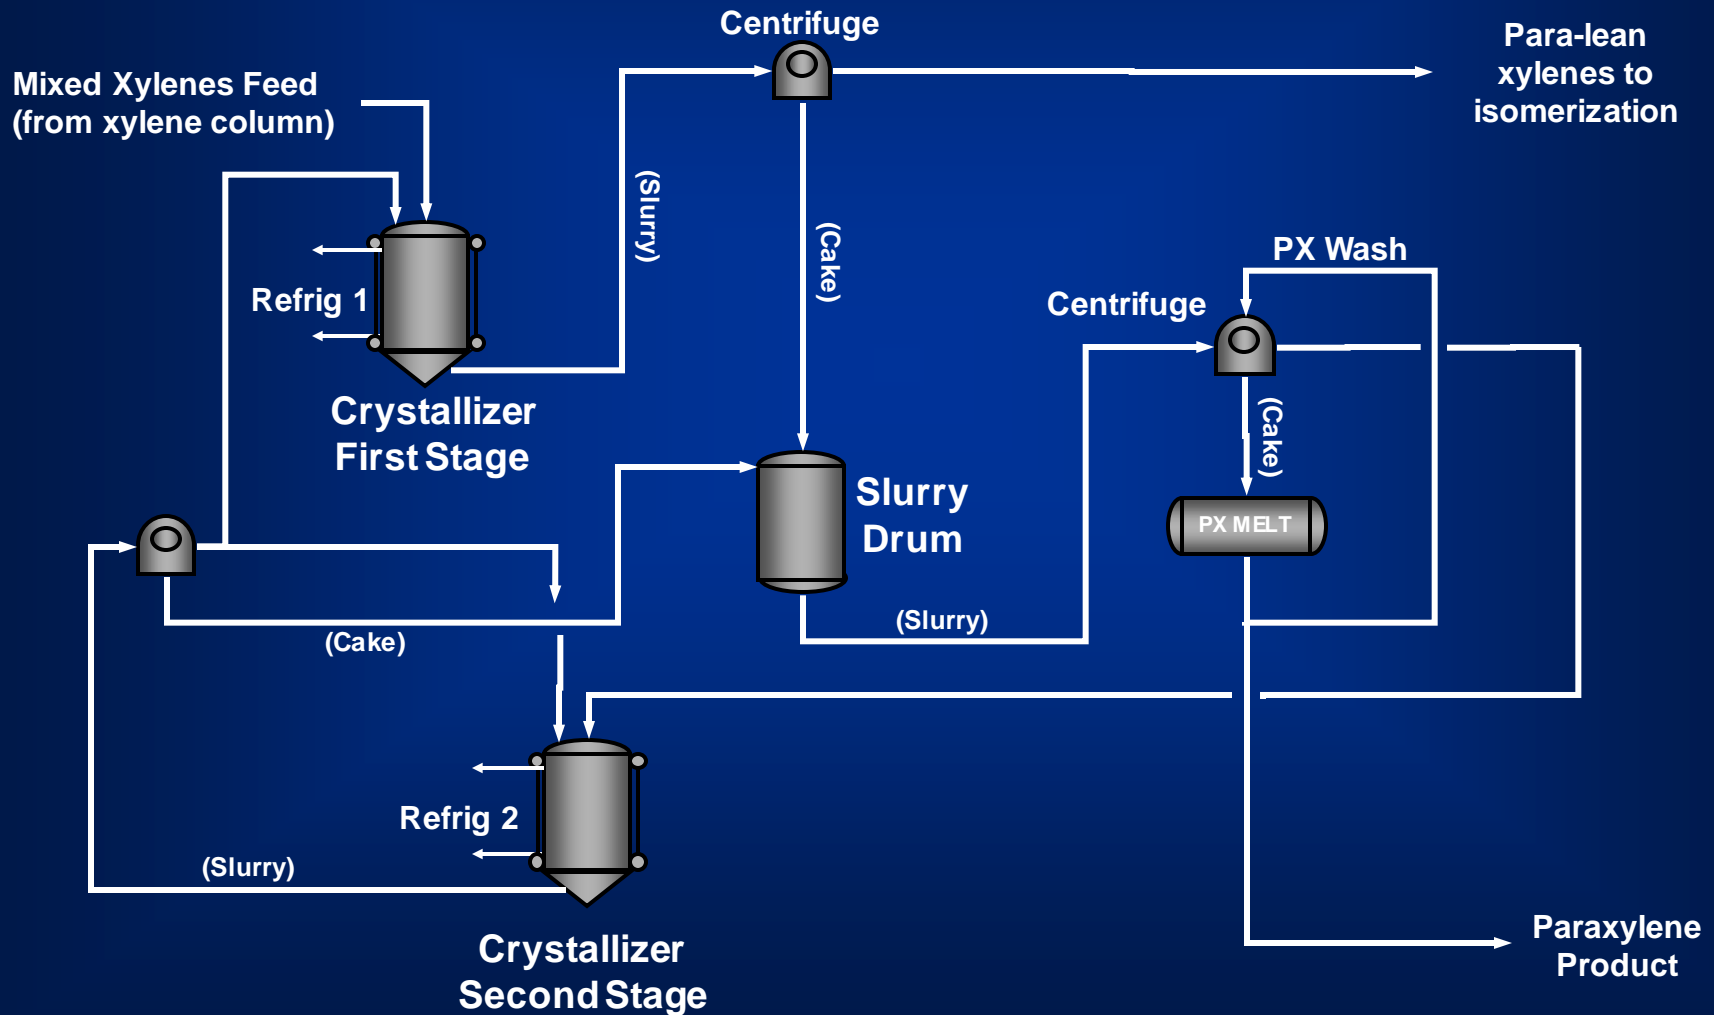 Centrifuge
Mixed Xylenes Feed
(from xylene column)
Para-lean
xylenes to
isomerization
(Slurry)
(Cake)
PX Wash
Centrifuge
Refrig 1
Crystallizer
First Stage
(Cake)
Slurry
Drum
PX MELT
(Slurry)
(Cake)
Refrig 2
(Slurry)
Crystallizer
Second Stage
Paraxylene
Product